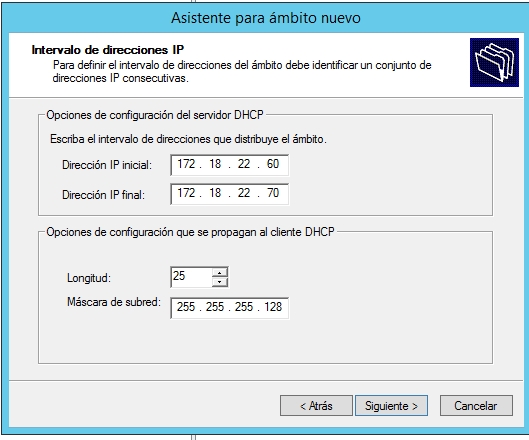 Asistente para ámbito nuevo
Intervalo de direcciones IP
Para definir el intervalo de direcciones del ámbito debe identificar un conjunto de
direcciones IP consecutivas.
Opciones de configuración del servidor DHCP
Escriba el intervalo de direcciones que distribuye el ámbito.
Dirección IP inicial: 172 . 18 . 22 . 60
Dirección IP final: 172 . 18 . 22 . 70
Opciones de configuración que se propagan al cliente DHCP
Longitud: 25
Máscara de subred: 255 . 255 . 255 . 128
< Atrás Siguiente > Cancelar